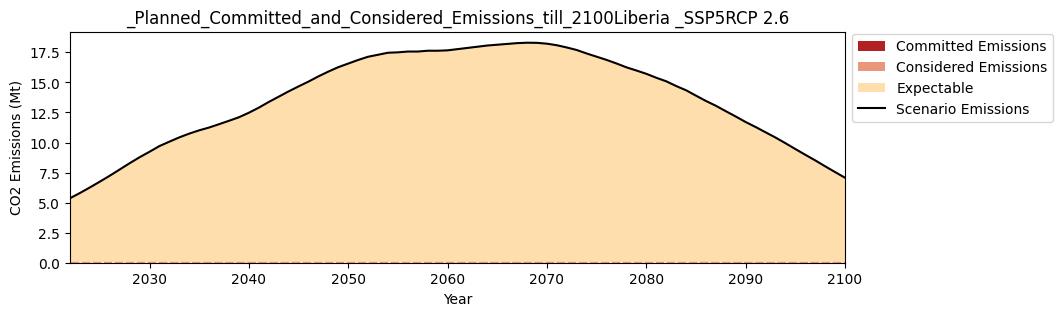 _Planned_Committed_and_Considered_Emissions_till_2100Liberia _SSP5RCP 2.6
CO2 Emissions (Mt)
17.5
15.0
12.5
10.0
7.5
5.0
2.5
0.0
2030 2040 2050 2060 2070 2080 2090 2100
Year
Committed Emissions
Considered Emissions
Expectable
Scenario Emissions